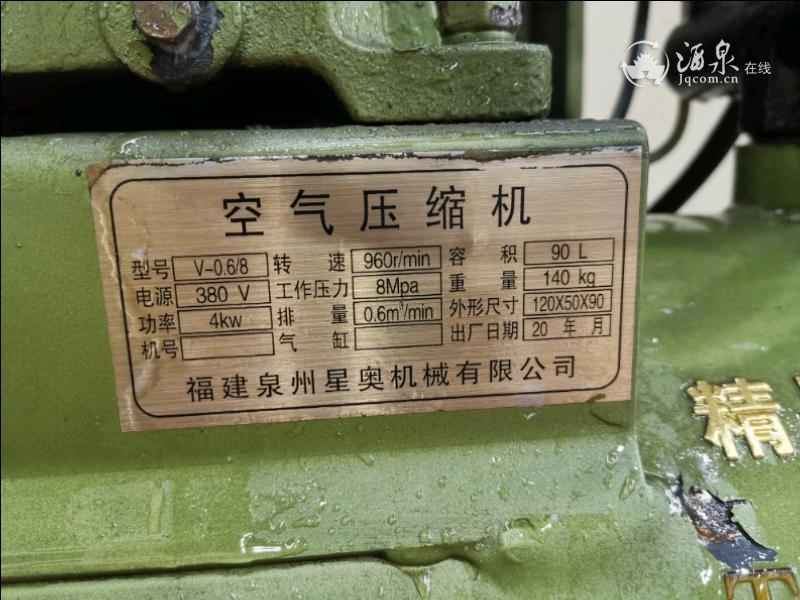 酒泉在线
Jqcom.cn
空气压缩机
型号 V-0.6/8 转速 960r/min 容积 90 L
电源 380 V 工作压力 8Mpa 重量 140 kg
功率 4kw 排量 0.6m³/min 外形尺寸 120X50X90
机号 气缸 出厂日期 20 年 月
福建泉州星奥机械有限公司
精